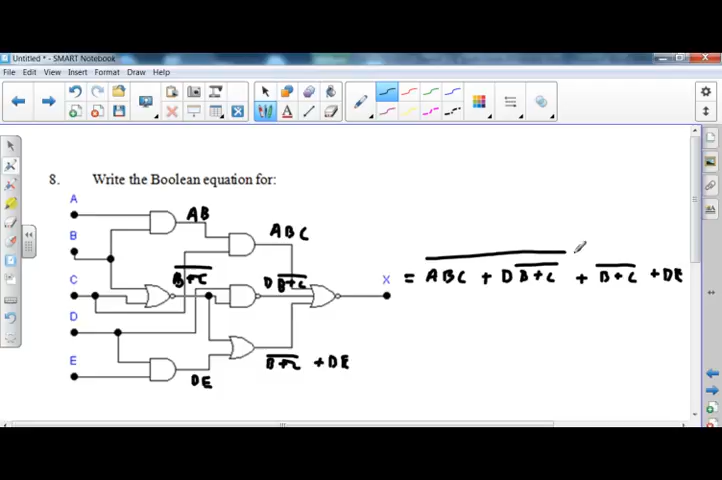 Untitled * - SMART Notebook
File Edit View Insert Format Draw Help
8. Write the Boolean equation for:
A
AB
ABC
B
B+C
D B+C
X
= ABC + D B+C + B+C + DE
C
D
E
DE
B+C + DE